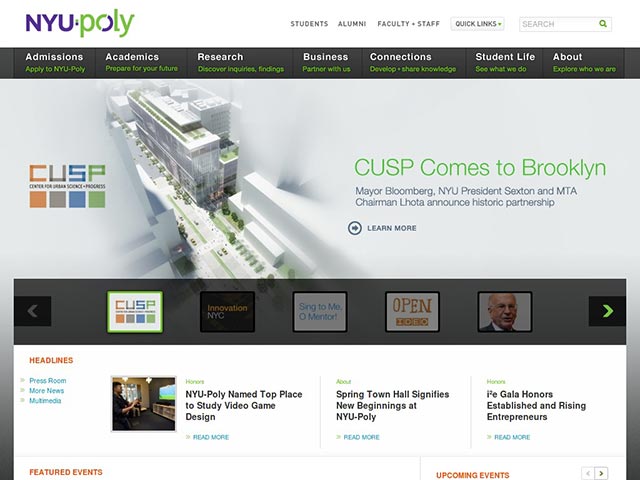 NYU·poly
STUDENTS ALUMNI FACULTY + STAFF QUICK LINKS SEARCH
Admissions Academics Research Business Connections Student Life About
Apply to NYU-Poly Prepare for your future Discover inquiries, findings Partner with us Develop + share knowledge See what we do Explore who we are
CUSP
CENTER FOR URBAN SCIENCE+PROGRESS
CUSP Comes to Brooklyn
Mayor Bloomberg, NYU President Sexton and MTA
Chairman Lhota announce historic partnership
LEARN MORE
CUSP
Innovation
NYC
Sing to Me,
O Mentor!
OPEN
IDEO
HEADLINES
Press Room
More News
Multimedia
Honors
NYU-Poly Named Top Place
to Study Video Game
Design
READ MORE
About
Spring Town Hall Signifies
New Beginnings at
NYU-Poly
READ MORE
Honors
i²e Gala Honors
Established and Rising
Entrepreneurs
READ MORE
FEATURED EVENTS
UPCOMING EVENTS